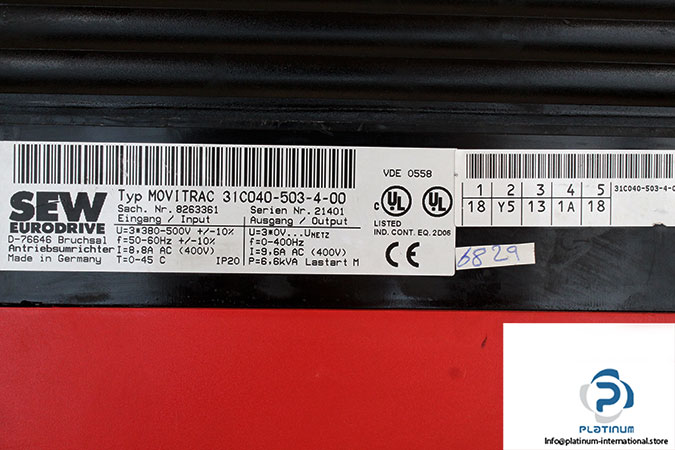 SEW
EURODRIVE
D-76646 Bruchsal
Antriebsumrichter
Made in Germany
Typ MOVITRAC 31C040-503-4-00
Sach. Nr. 8263361 Serien Nr. 21401
Eingang / Input Ausgang / Output
U=3*380-500V +/-10% U=3*0V...UNETZ
f=50-60Hz +/-10% f=0-400Hz
I=8.8A AC (400V) I=9.6A AC (400V)
T=0-45 C IP20 P=6.6kVA Lastart M
VDE 0558
C UL UL
LISTED
IND.CONT.EQ.2D06
CE
1 2 3 4 5 31C040-503-4-0
18 Y5 13 1A 18
6829
PLATINUM
Info@platinum-international.store